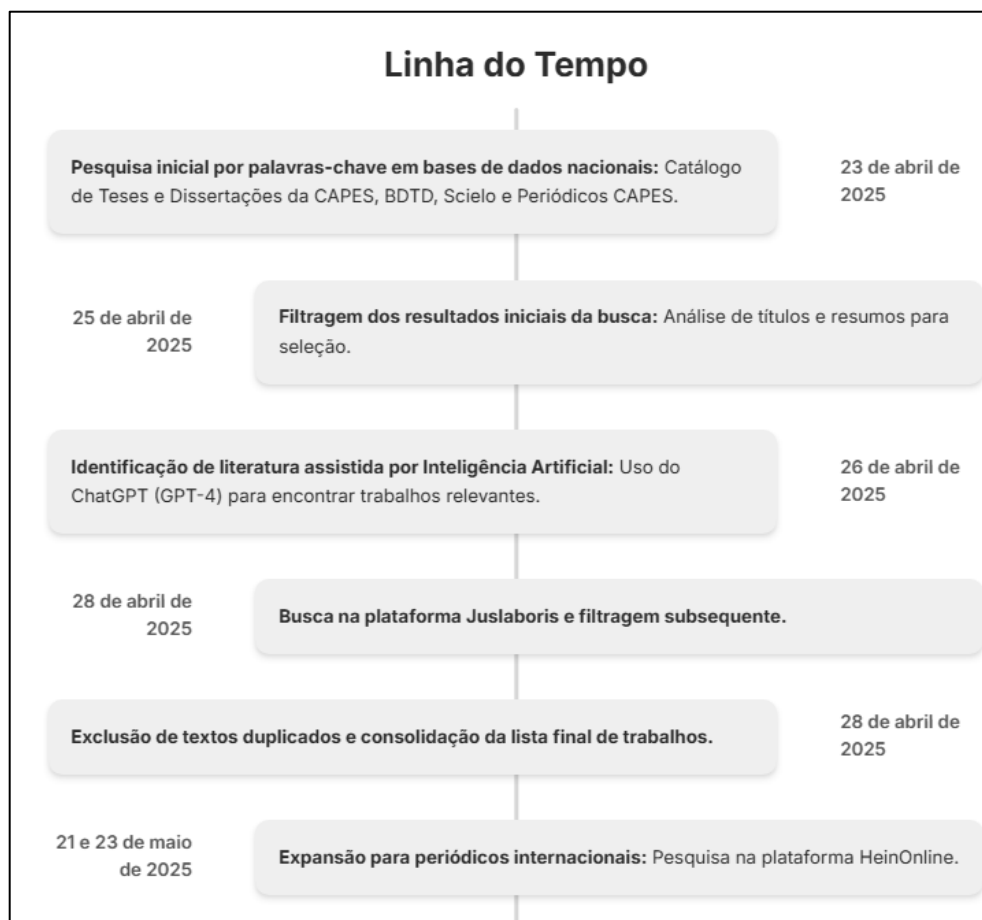 Linha do Tempo
Pesquisa inicial por palavras-chave em bases de dados nacionais: Catálogo
de Teses e Dissertações da CAPES, BDTD, Scielo e Periódicos CAPES.
23 de abril de
2025
25 de abril de
2025
Filtragem dos resultados iniciais da busca: Análise de títulos e resumos para
seleção.
Identificação de literatura assistida por Inteligência Artificial: Uso do
ChatGPT (GPT-4) para encontrar trabalhos relevantes.
26 de abril de
2025
28 de abril de
2025
Busca na plataforma Juslaboris e filtragem subsequente.
Exclusão de textos duplicados e consolidação da lista final de trabalhos.
28 de abril de
2025
21 e 23 de maio
de 2025
Expansão para periódicos internacionais: Pesquisa na plataforma HeinOnline.